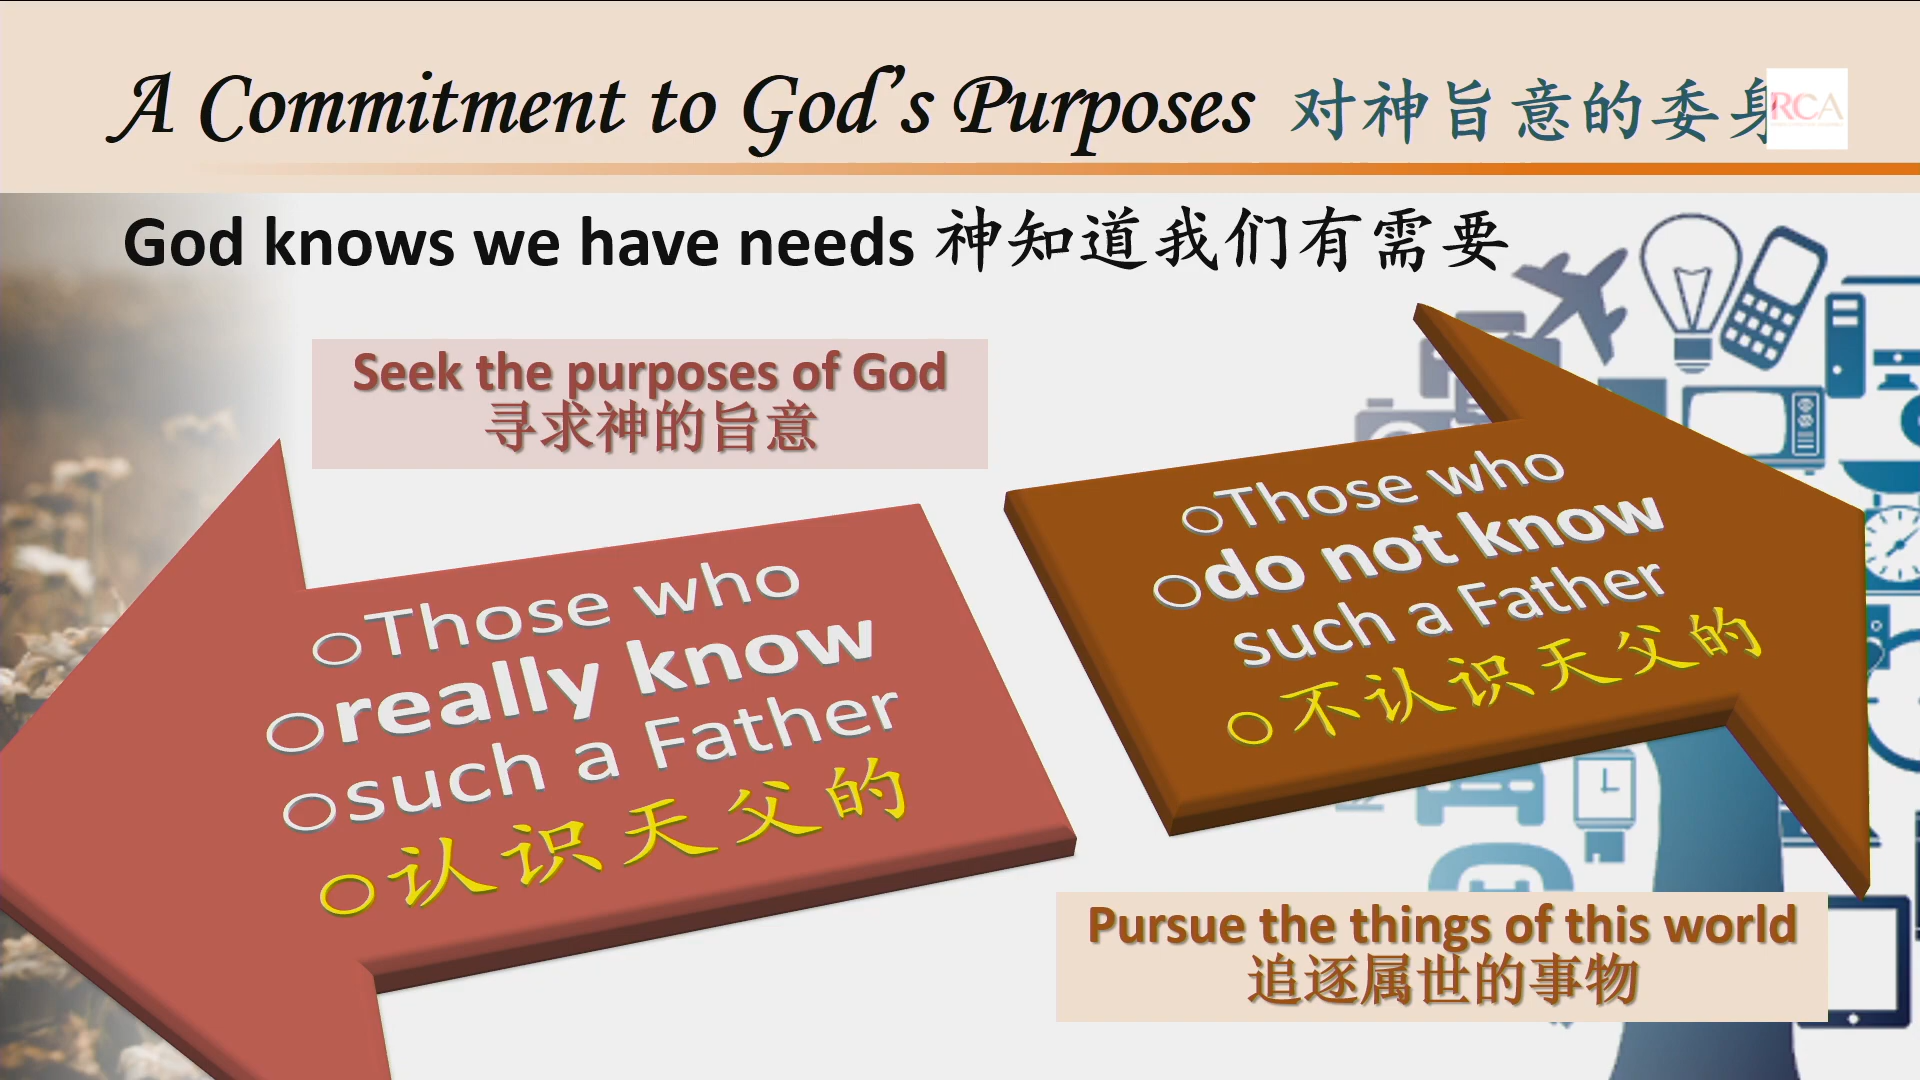 A Commitment to God's Purposes 对神旨意的委身
RCA
God knows we have needs 神知道我们有需要
Seek the purposes of God
寻求神的旨意
Those who
really know
such a Father
认识天父的
Those who
do not know
such a Father
不认识天父的
Pursue the things of this world
追逐属世的事物